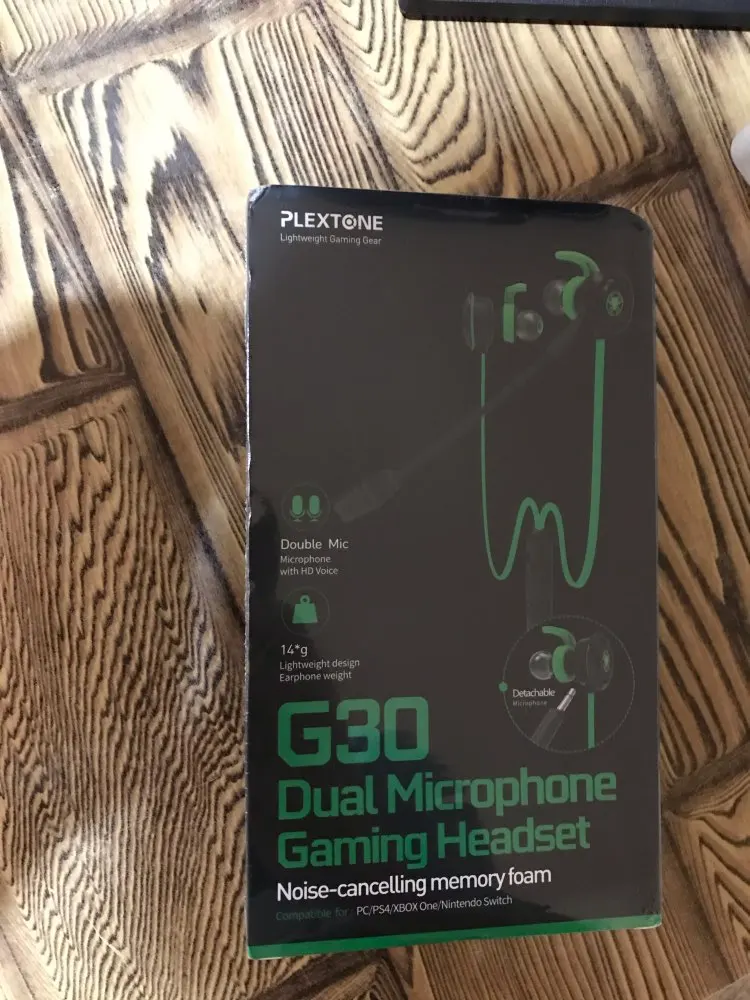 PLEXTONE
Lightweight Gaming Gear
Double Mic
Microphone
with HD Voice
14*g
Lightweight design
Earphone weight
Detachable
Microphone
G30
Dual Microphone
Gaming Headset
Noise-cancelling memory foam
Compatible for: PC/PS4/XBOX One/Nintendo Switch